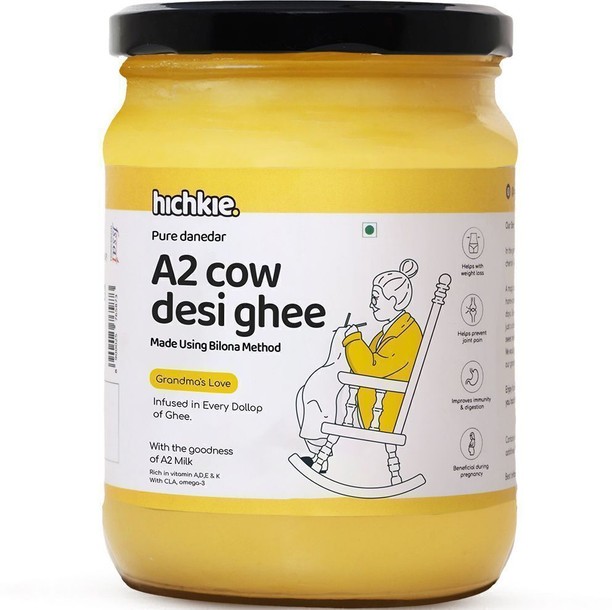 hichkie.
Pure danedar
A2 cow
desi ghee
Made Using Bilona Method
Grandma's Love
Infused in Every Dollop
of Ghee.
With the goodness
of A2 Milk
Rich in vitamin A,D,E & K
With CLA, omega-3
Helps with
weight loss
Helps prevent
joint pain
Improves immunity
& digestion
Beneficial during
pregnancy
fssai